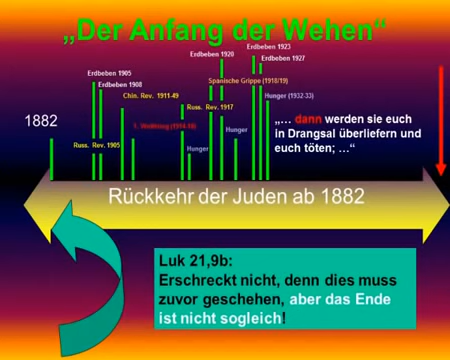 „Der Anfang der Wehen“
Erdbeben 1923
Erdbeben 1920
Erdbeben 1927
Erdbeben 1905
Erdbeben 1908
Spanische Grippe (1918/19)
Chin. Rev. 1911-49
Hunger (1932-33)
Russ. Rev. 1917
1882
1. Weltkrieg (1914-18)
Hunger
Russ. Rev. 1905
Hunger
„… dann werden sie euch
in Drangsal überliefern und
euch töten; …“
Rückkehr der Juden ab 1882
Luk 21,9b:
Erschreckt nicht, denn dies muss
zuvor geschehen, aber das Ende
ist nicht sogleich!